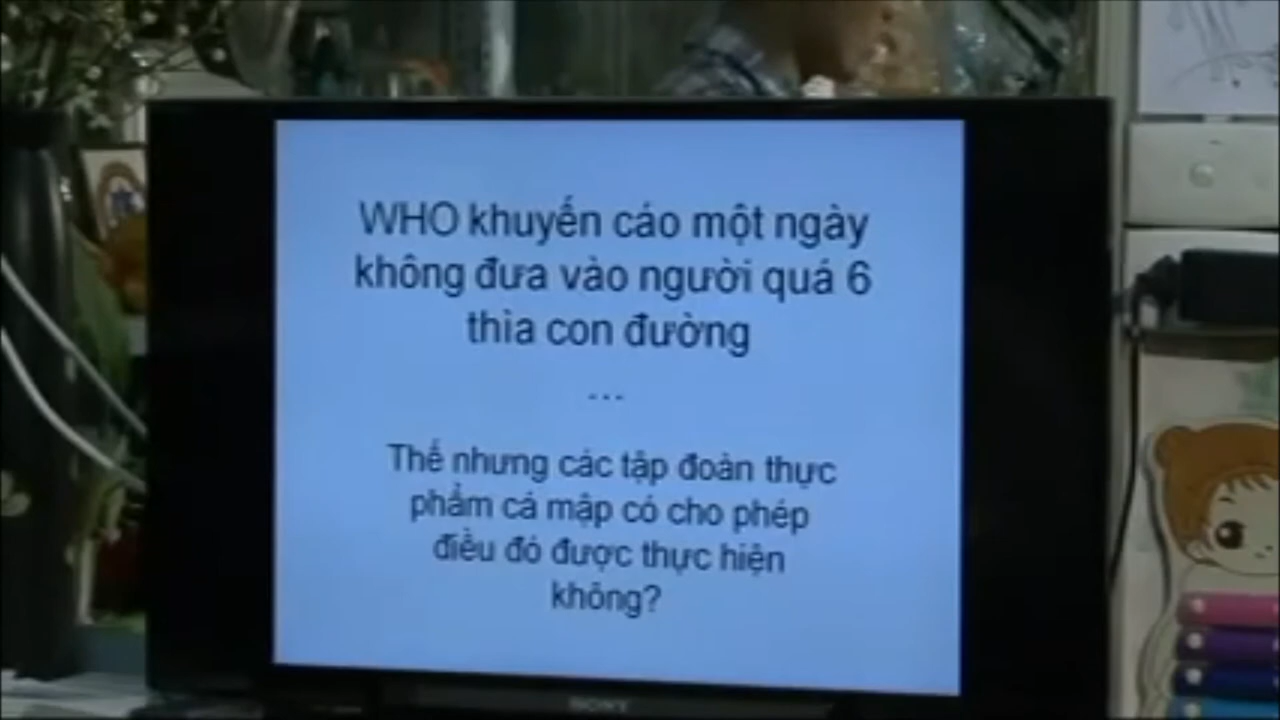 WHO khuyến cáo một ngày
không đưa vào người quá 6
thìa con đường
...
Thế nhưng các tập đoàn thực
phẩm cá mập có cho phép
điều đó được thực hiện
không?
SONY